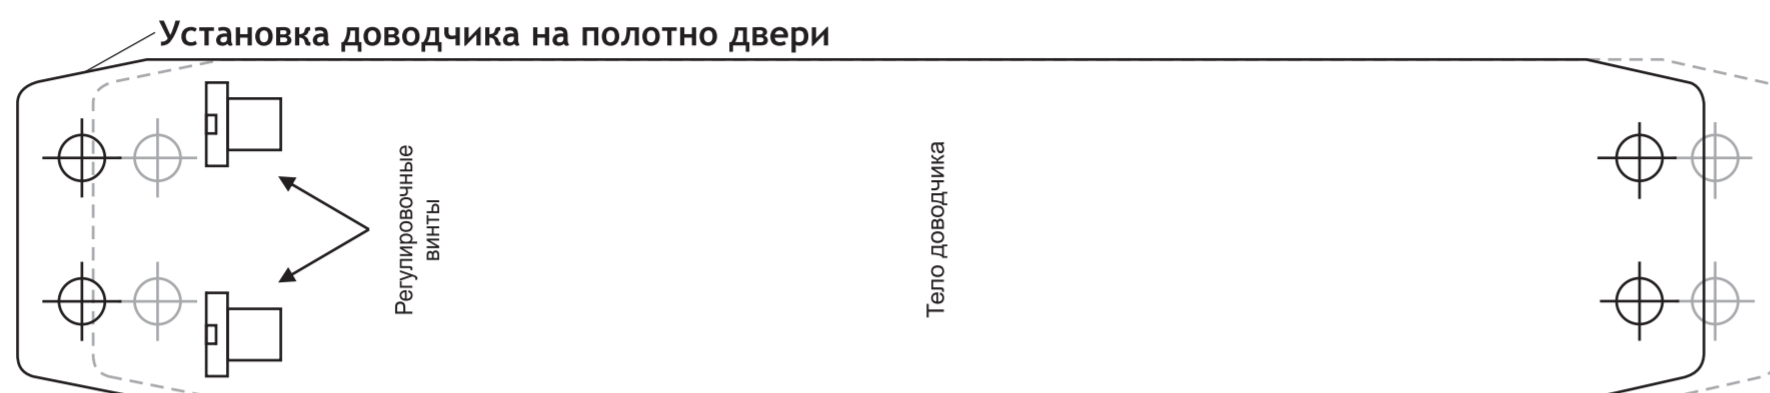 Установка доводчика на полотно двери
Регулировочные
винты
Тело доводчика